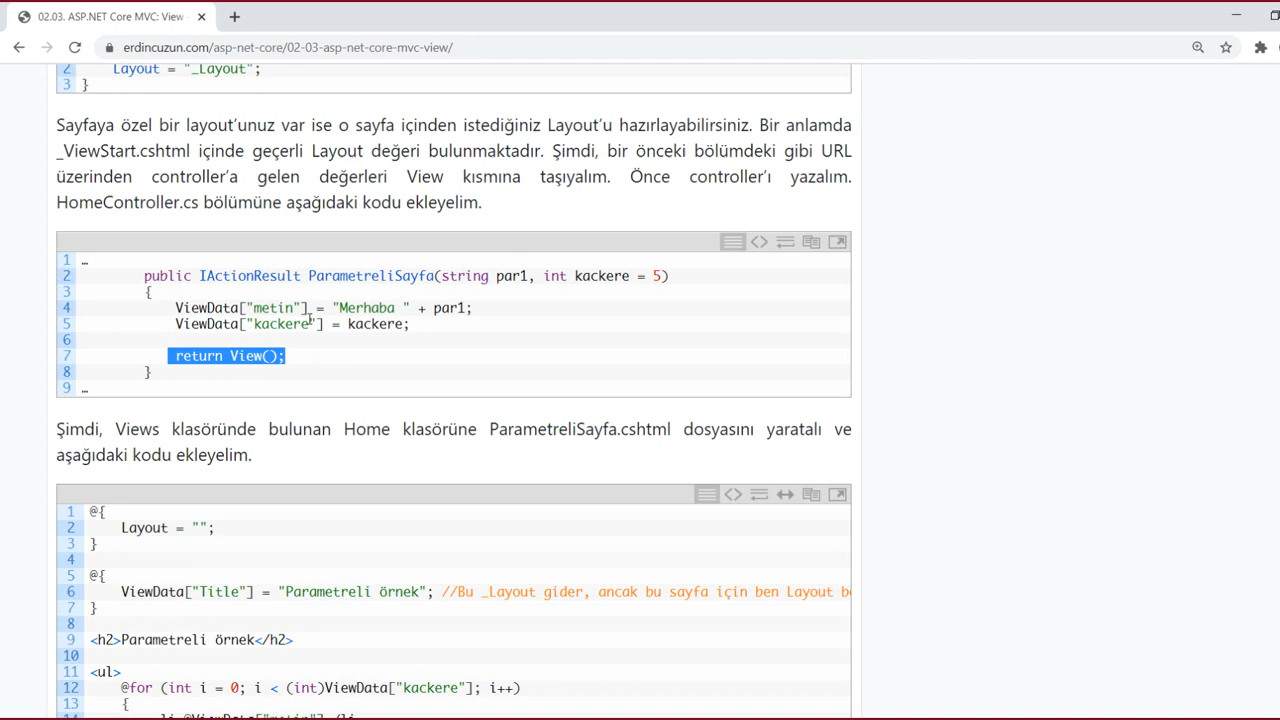 02.03. ASP.NET Core MVC: View
erdincuzun.com/asp-net-core/02-03-asp-net-core-mvc-view/
2 Layout = "_Layout";
3 }
Sayfaya özel bir layout'unuz var ise o sayfa içinden istediğiniz Layout'u hazırlayabilirsiniz. Bir anlamda
_ViewStart.cshtml içinde geçerli Layout değeri bulunmaktadır. Şimdi, bir önceki bölümdeki gibi URL
üzerinden controller'a gelen değerleri View kısmına taşıyalım. Önce controller'ı yazalım.
HomeController.cs bölümüne aşağıdaki kodu ekleyelim.
1 …
2 public IActionResult ParametreliSayfa(string par1, int kackere = 5)
3 {
4 ViewData["metin"] = "Merhaba " + par1;
5 ViewData["kackere"] = kackere;
6
7 return View();
8 }
9 …
Şimdi, Views klasöründe bulunan Home klasörüne ParametreliSayfa.cshtml dosyasını yaratalı ve
aşağıdaki kodu ekleyelim.
1 @{
2 Layout = "";
3 }
4
5 @{
6 ViewData["Title"] = "Parametreli örnek"; //Bu _Layout gider, ancak bu sayfa için ben Layout
7 }
8
9 <h2>Parametreli örnek</h2>
10
11 <ul>
12 @for (int i = 0; i < (int)ViewData["kackere"]; i++)
13 {